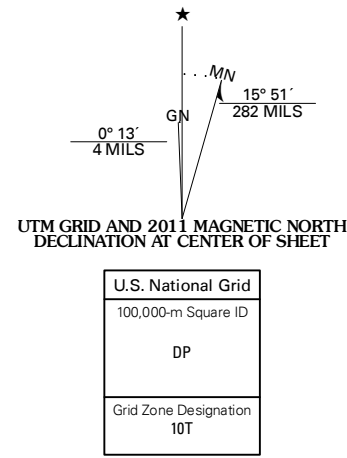 ★
MN
GN
15° 51´
282 MILS
0° 13´
4 MILS
UTM GRID AND 2011 MAGNETIC NORTH
DECLINATION AT CENTER OF SHEET
U.S. National Grid
100,000-m Square ID
DP
Grid Zone Designation
10T